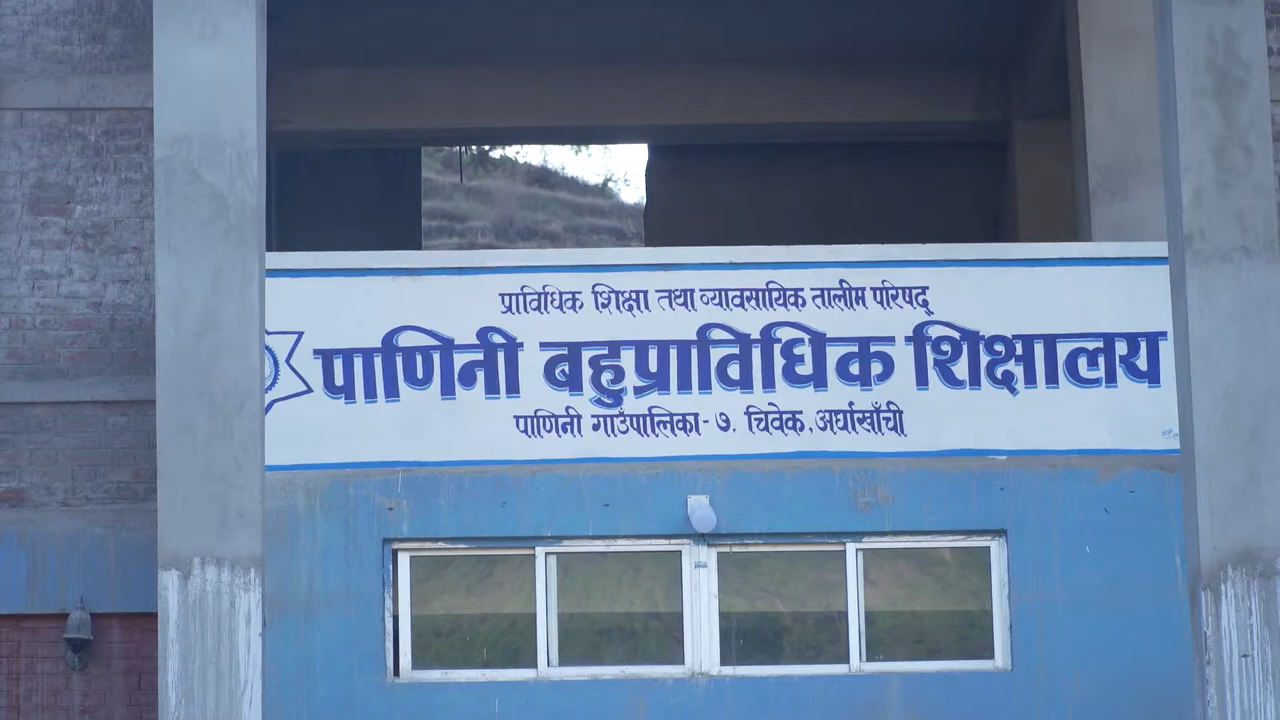 प्राविधिक शिक्षा तथा व्यावसायिक तालीम परिषद्
पाणिनी बहुप्राविधिक शिक्षालय
पाणिनी गाउँपालिका- ७. चिवेक, अर्घाखाँची